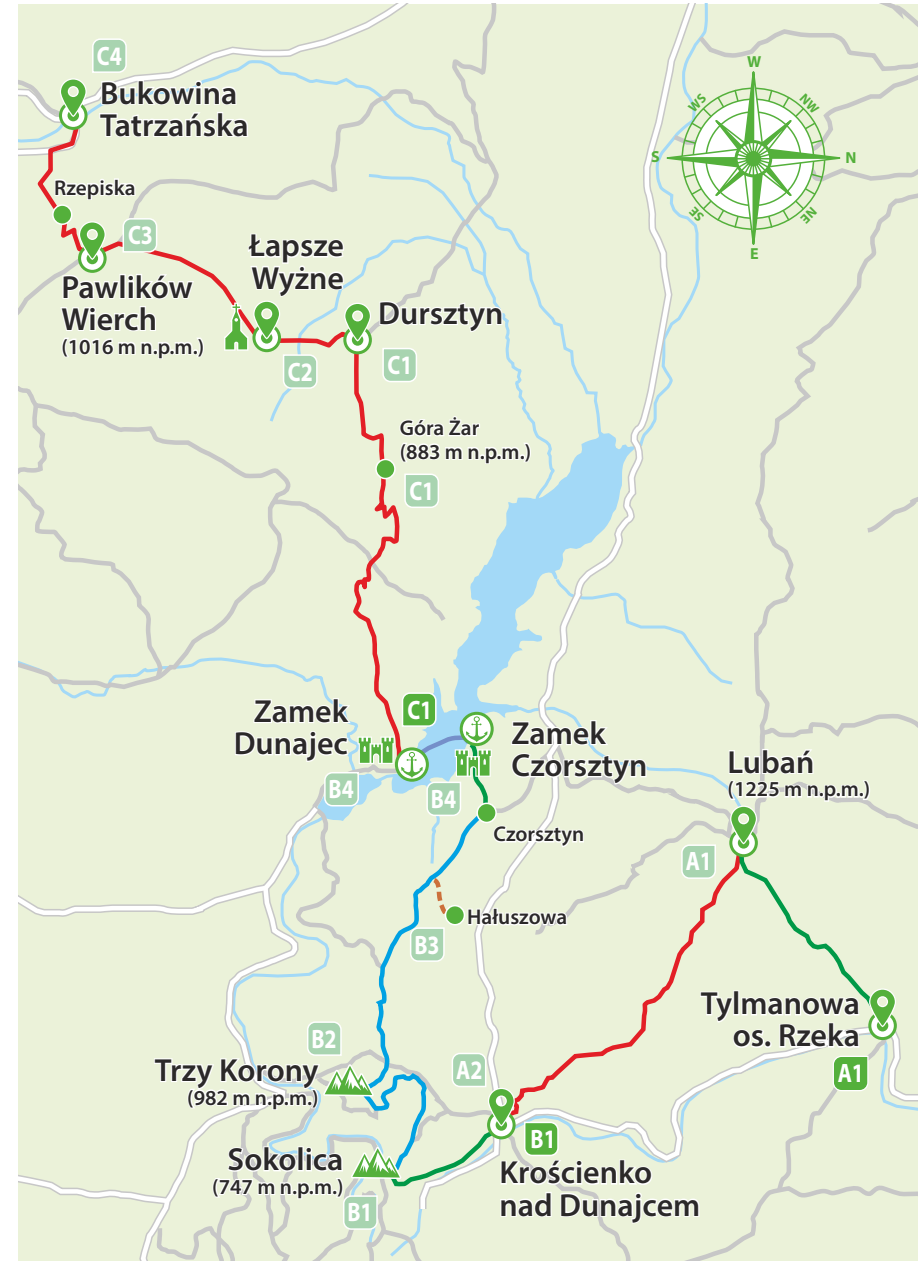 C4
Bukowina
Tatrzańska
W
WS
NW
S
N
SE
NE
E
Rzepiska
C3
Łapsze
Wyżne
Pawlików
Wierch
(1016 m n.p.m.)
Dursztyn
C2
C1
Góra Żar
(883 m n.p.m.)
C1
C1
Zamek
Dunajec
Zamek
Czorsztyn
Lubań
(1225 m n.p.m.)
B4
B4
Czorsztyn
A1
Hałuszowa
B3
Tylmanowa
os. Rzeka
B2
Trzy Korony
(982 m n.p.m.)
A2
A1
B1
Sokolica
(747 m n.p.m.)
Krościenko
nad Dunajcem
B1